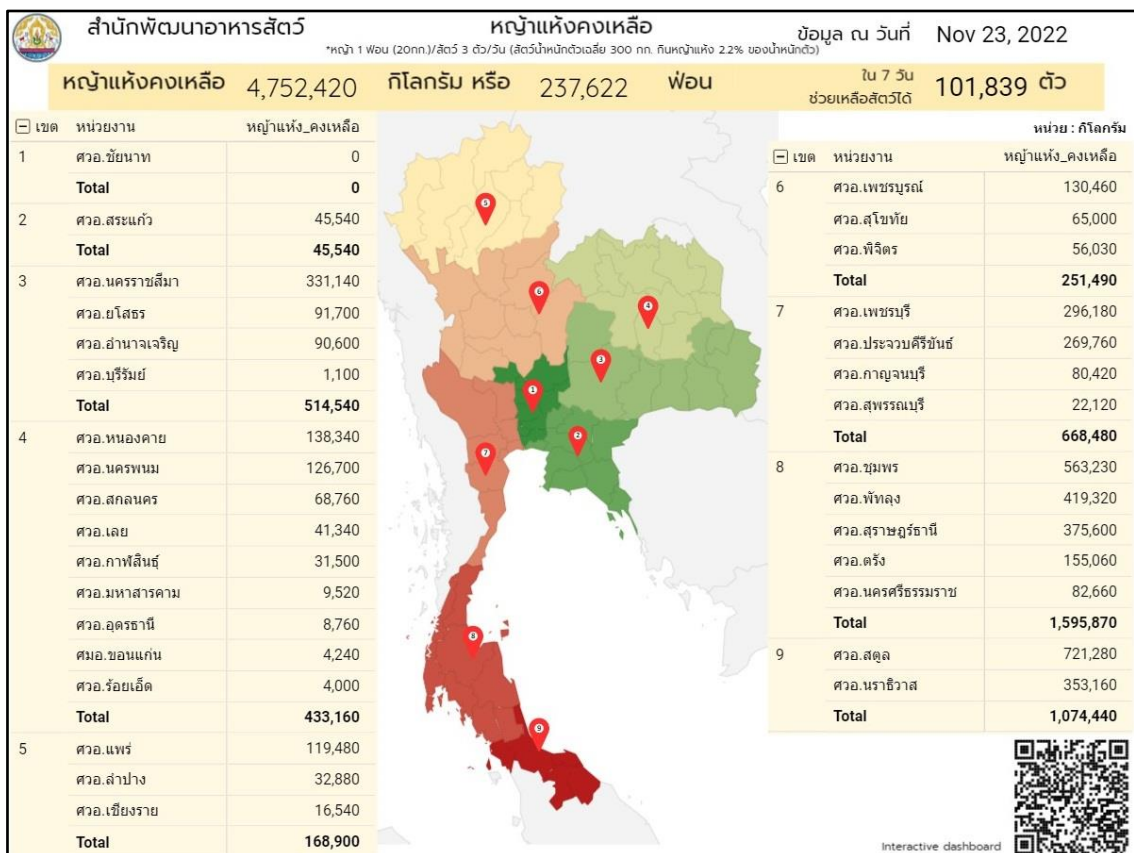 สำนักพัฒนาอาหารสัตว์
หญ้าแห้งคงเหลือ
*หญ้า 1 ฟ่อน (20กก.)/สัตว์ 3 ตัว/วัน (สัตว์น้ำหนักตัวเฉลี่ย 300 กก. กินหญ้าแห้ง 2.2% ของน้ำหนักตัว)
ข้อมูล ณ วันที่ Nov 23, 2022
หญ้าแห้งคงเหลือ 4,752,420 กิโลกรัม หรือ 237,622 ฟ่อน
ใน 7 วัน
ช่วยเหลือสัตว์ได้ 101,839 ตัว
เขต หน่วยงาน หญ้าแห้ง_คงเหลือ
1 ศวอ.ชัยนาท 0
Total 0
2 ศวอ.สระแก้ว 45,540
Total 45,540
3 ศวอ.นครราชสีมา 331,140
ศวอ.ยโสธร 91,700
ศวอ.อำนาจเจริญ 90,600
ศวอ.บุรีรัมย์ 1,100
Total 514,540
4 ศวอ.หนองคาย 138,340
ศวอ.นครพนม 126,700
ศวอ.สกลนคร 68,760
ศวอ.เลย 41,340
ศวอ.กาฬสินธุ์ 31,500
ศวอ.มหาสารคาม 9,520
ศวอ.อุดรธานี 8,760
ศมอ.ขอนแก่น 4,240
ศวอ.ร้อยเอ็ด 4,000
Total 433,160
5 ศวอ.แพร่ 119,480
ศวอ.ลำปาง 32,880
ศวอ.เชียงราย 16,540
Total 168,900
5
6
4
3
1
2
7
8
9
หน่วย : กิโลกรัม
เขต หน่วยงาน หญ้าแห้ง_คงเหลือ
6 ศวอ.เพชรบูรณ์ 130,460
ศวอ.สุโขทัย 65,000
ศวอ.พิจิตร 56,030
Total 251,490
7 ศวอ.เพชรบุรี 296,180
ศวอ.ประจวบคีรีขันธ์ 269,760
ศวอ.กาญจนบุรี 80,420
ศวอ.สุพรรณบุรี 22,120
Total 668,480
8 ศวอ.ชุมพร 563,230
ศวอ.พัทลุง 419,320
ศวอ.สุราษฎร์ธานี 375,600
ศวอ.ตรัง 155,060
ศวอ.นครศรีธรรมราช 82,660
Total 1,595,870
9 ศวอ.สตูล 721,280
ศวอ.นราธิวาส 353,160
Total 1,074,440
Interactive dashboard